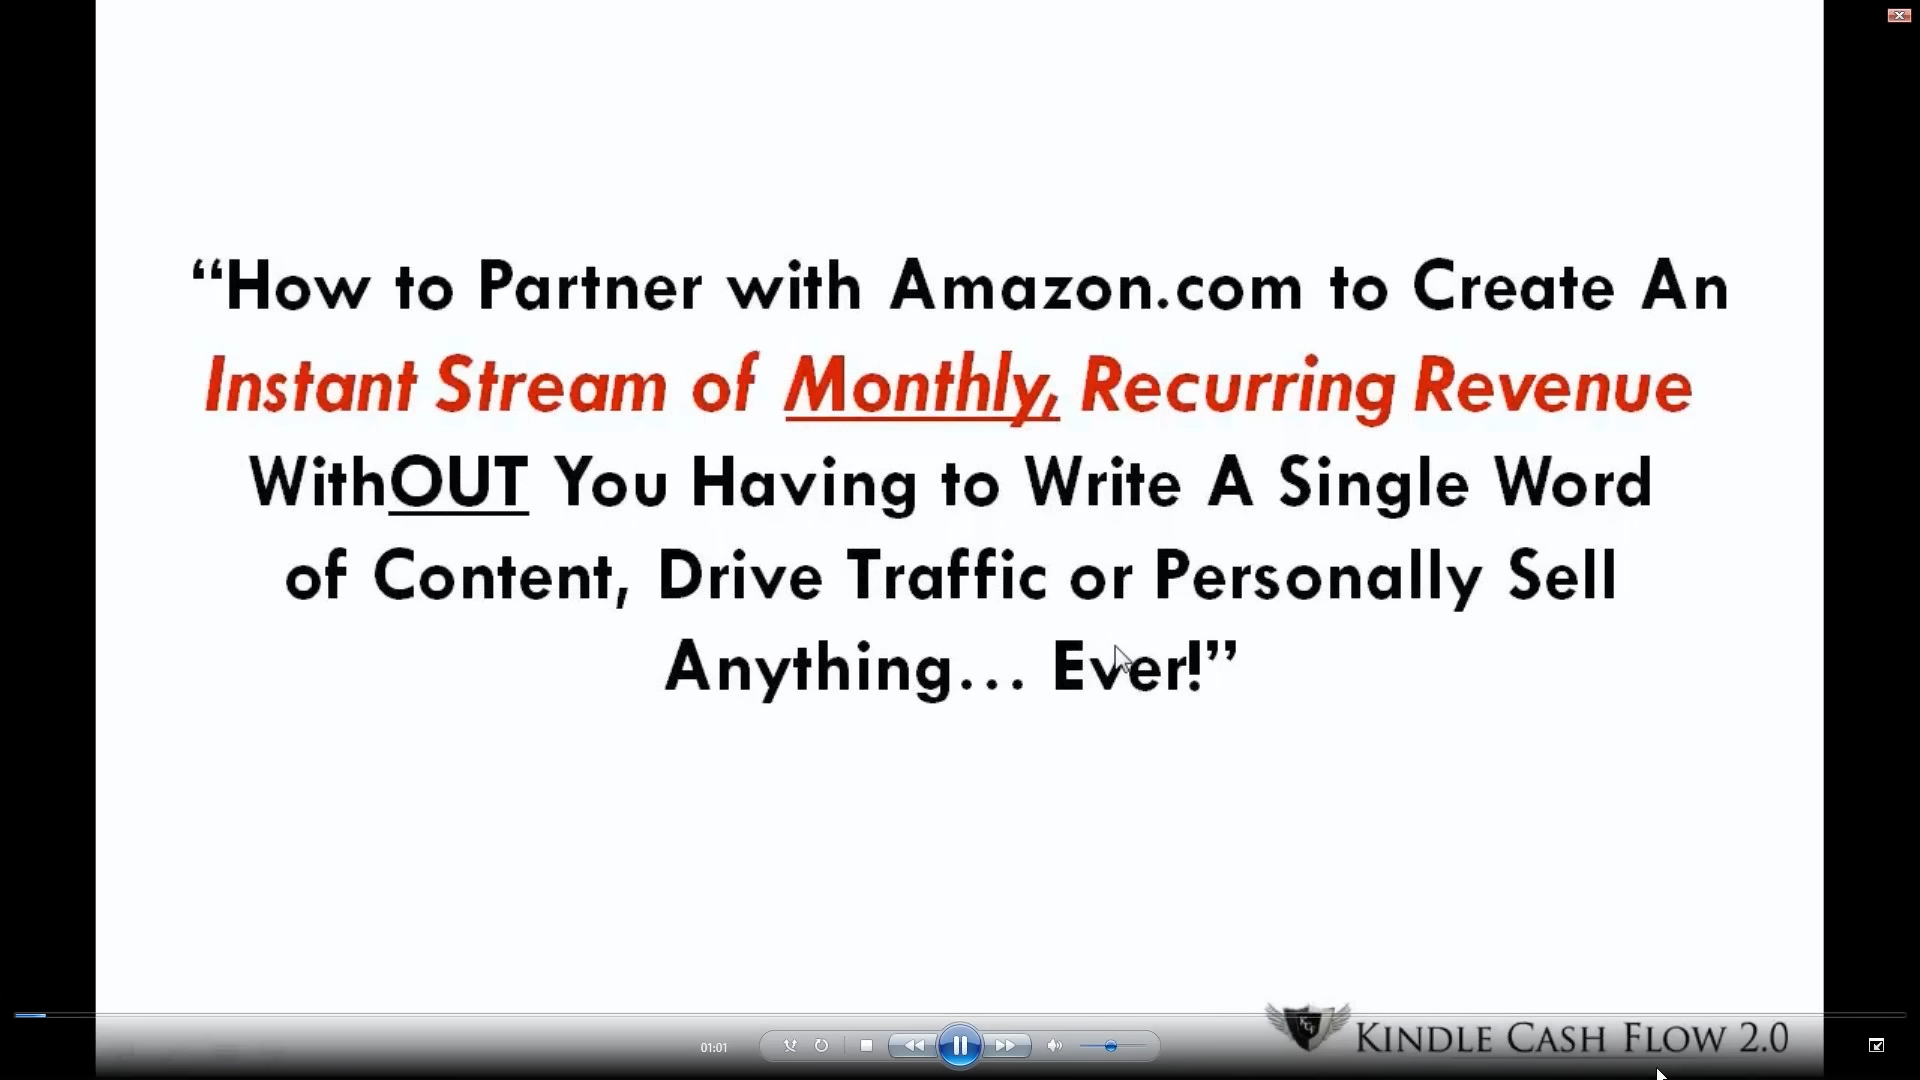 “How to Partner with Amazon.com to Create An
Instant Stream of Monthly, Recurring Revenue
WithOUT You Having to Write A Single Word
of Content, Drive Traffic or Personally Sell
Anything... Ever!”
KCF
KINDLE CASH FLOW 2.0
01:01